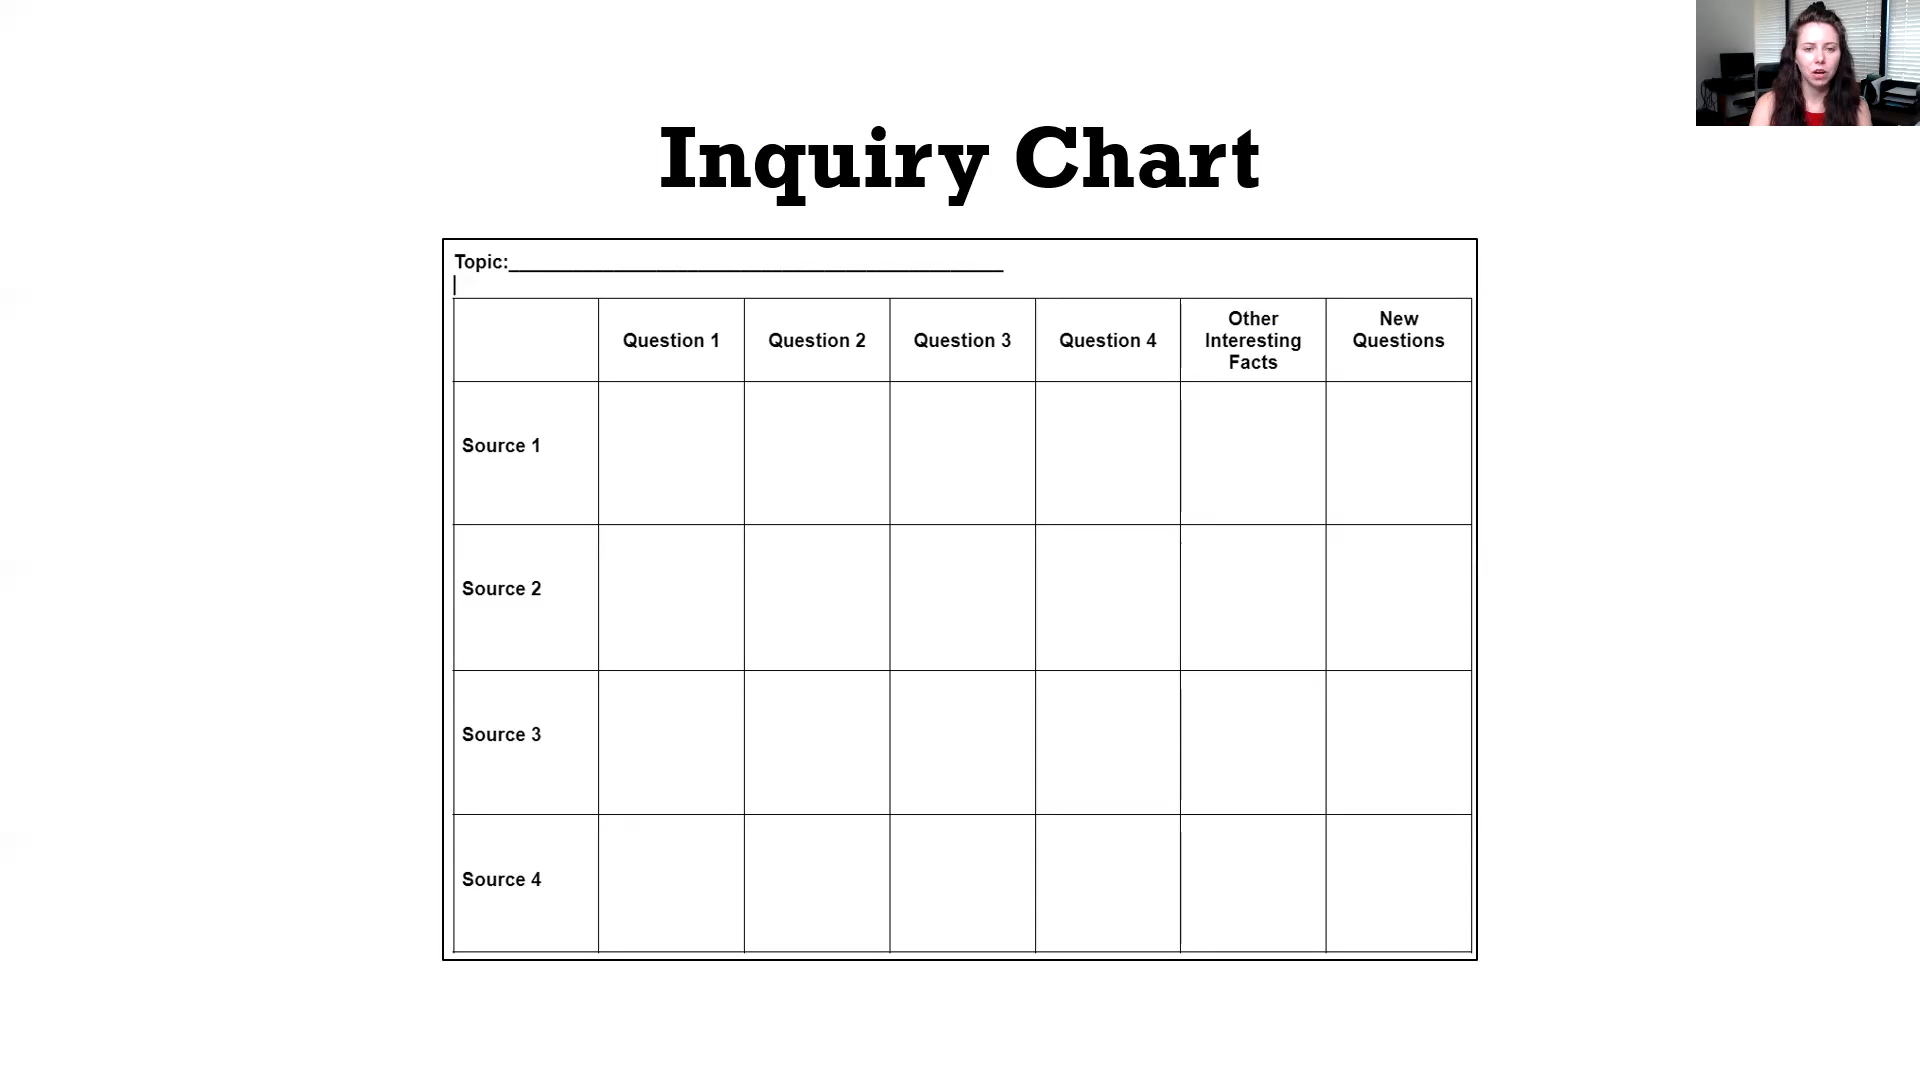 Inquiry Chart
Topic:_______________________________________________
Question 1 Question 2 Question 3 Question 4 Other Interesting Facts New Questions
Source 1
Source 2
Source 3
Source 4